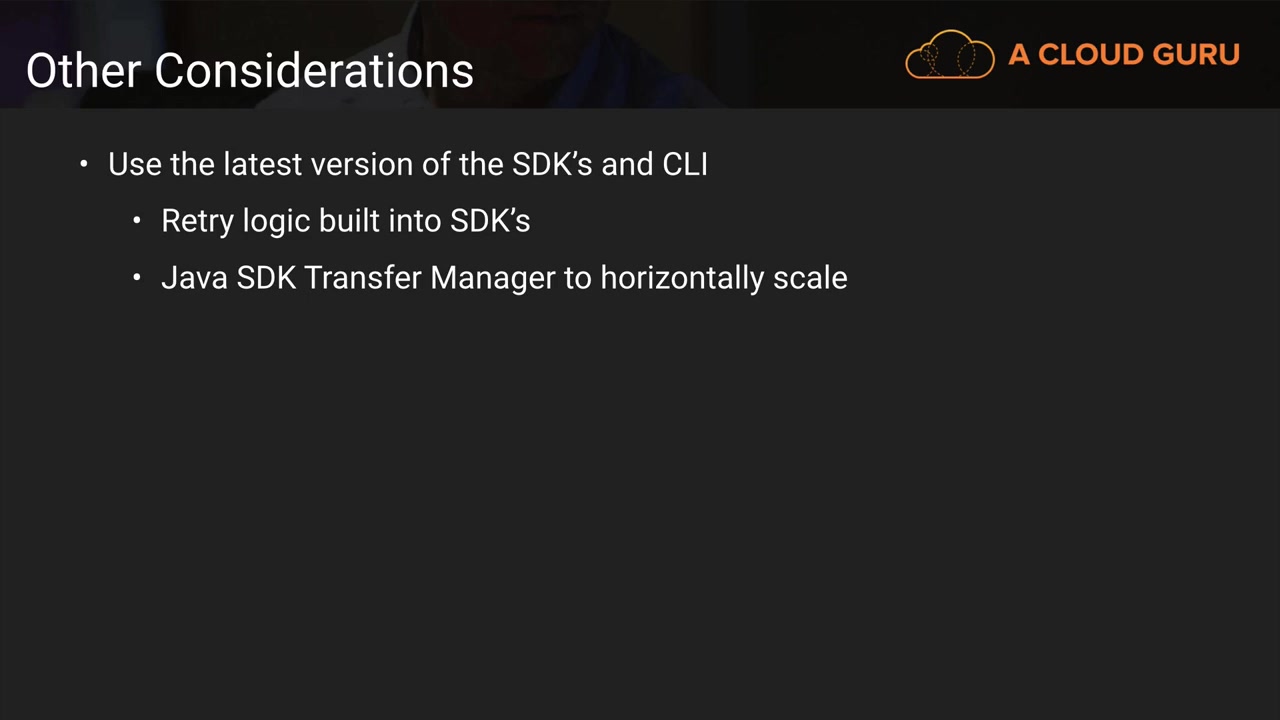 Other Considerations
A CLOUD GURU
• Use the latest version of the SDK’s and CLI
• Retry logic built into SDK’s
• Java SDK Transfer Manager to horizontally scale